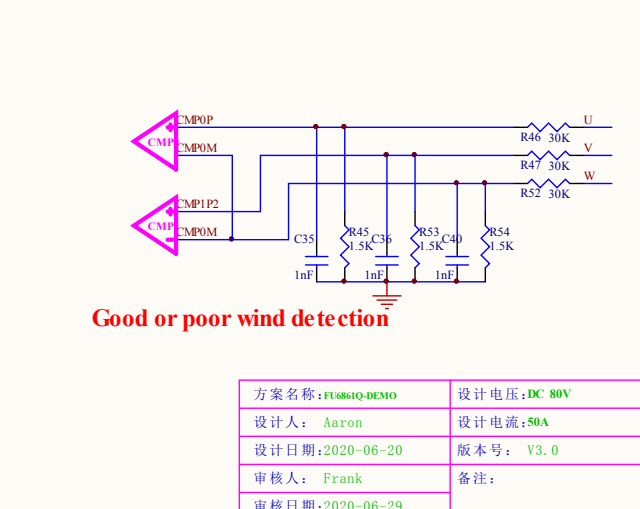 CMP0P
U
CMP
R46 30K
CMP0M
V
R47 30K
W
CMP1P2
R52 30K
CMP
CMP0M
C35
R45
1.5K
C36
R53
1.5K
C40
R54
1.5K
1nF
1nF
1nF
Good or poor wind detection
方案名称:FU6861Q-DEMO
设计电压:DC 80V
设计人: Aaron
设计电流:50A
设计日期:2020-06-20
版本号: V3.0
审核人: Frank
备注:
审核日期:2020-06-29